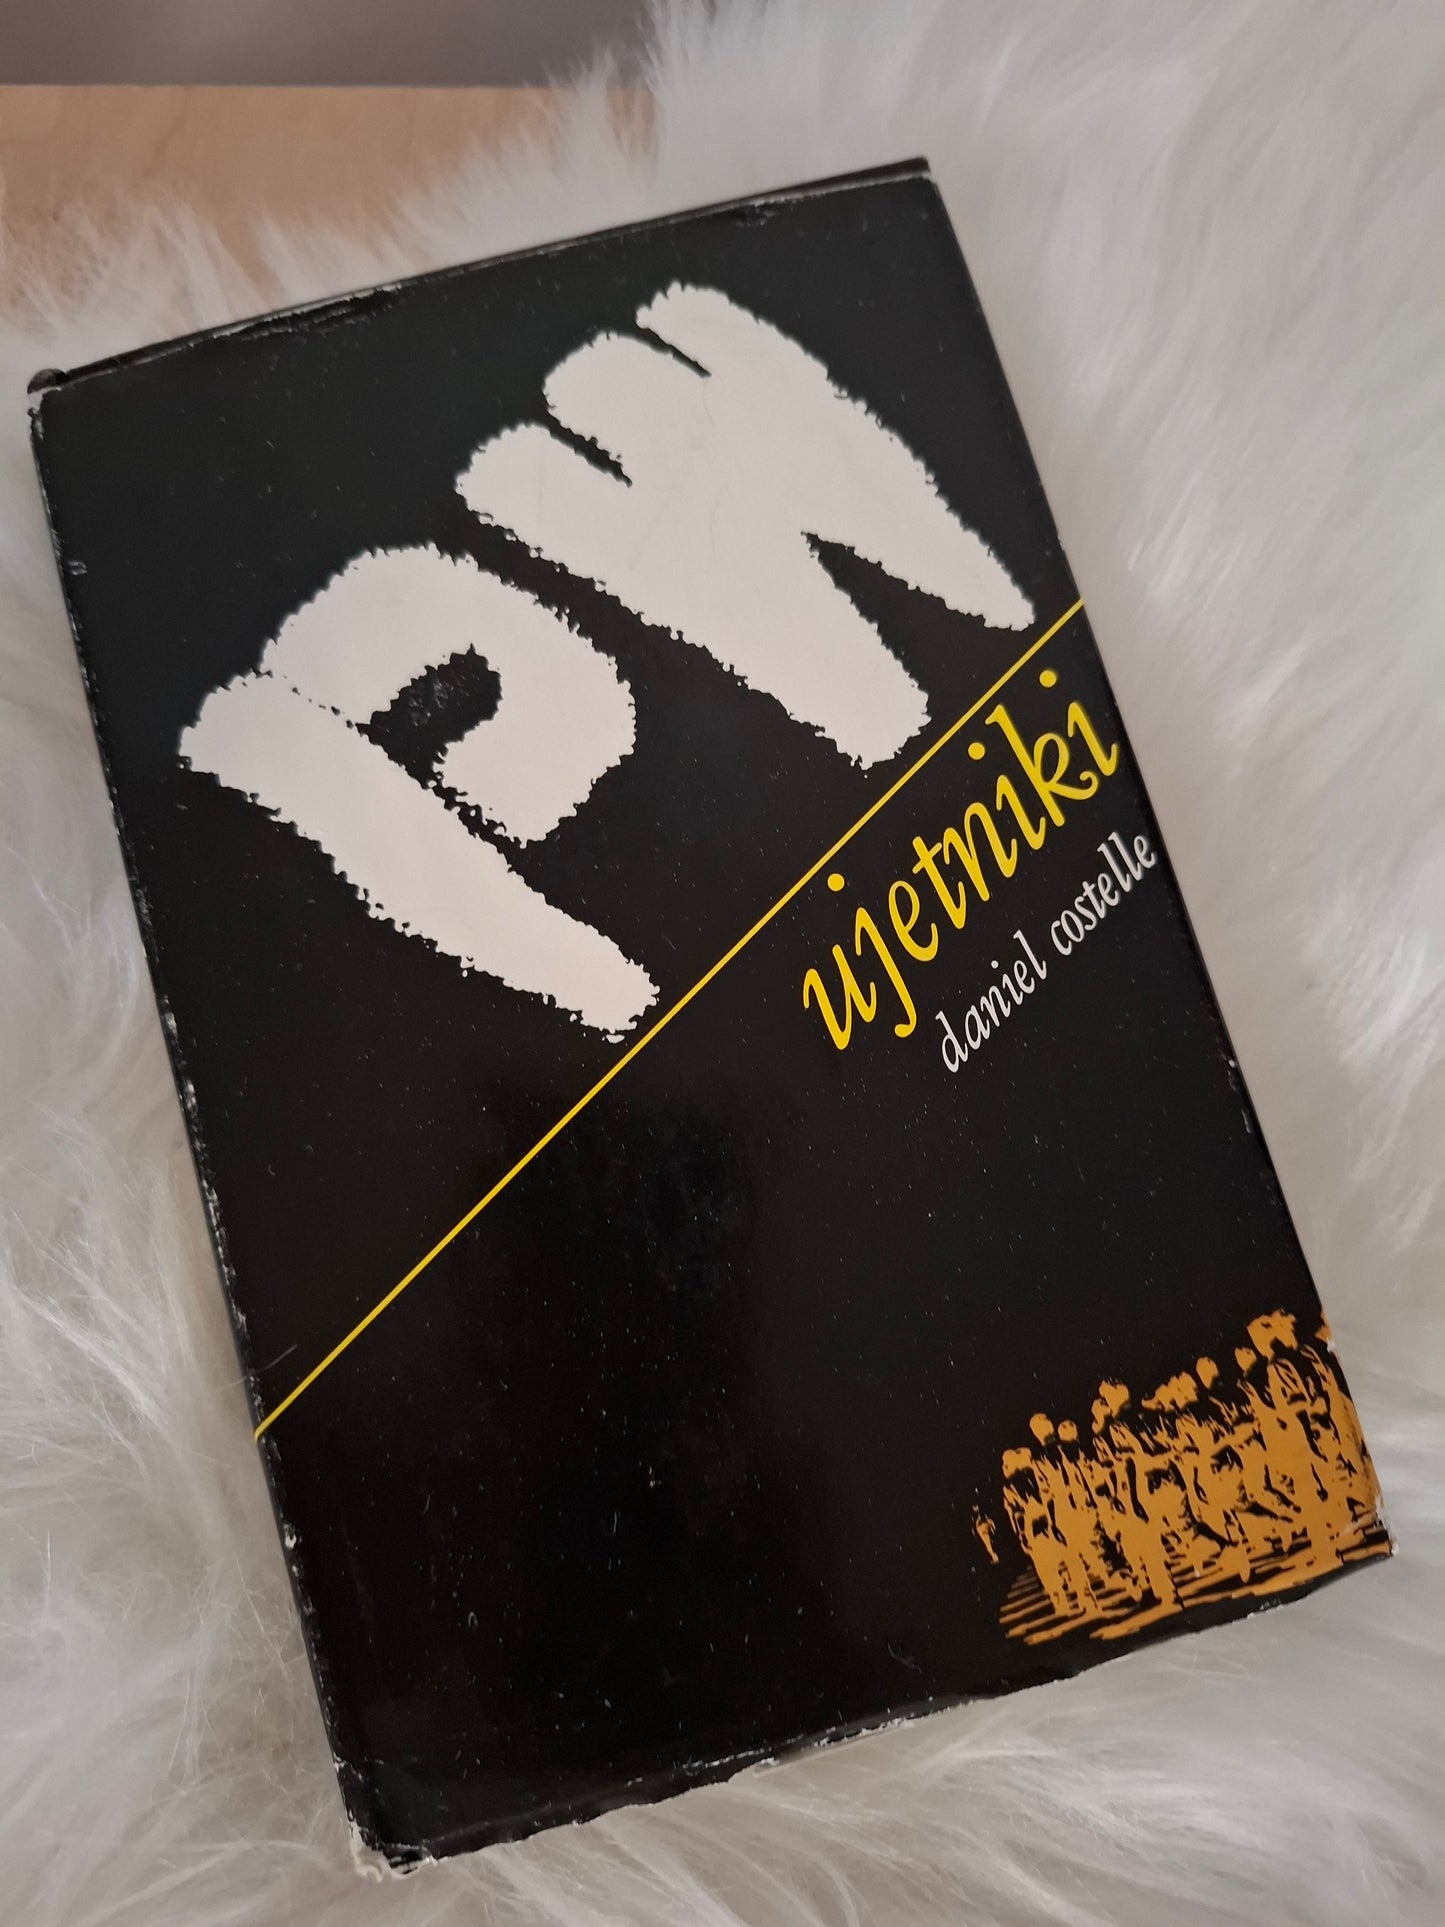 PW
ujetniki
daniel costelle